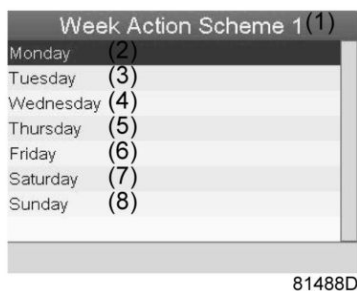 Week Action Scheme 1(1)
Monday (2)
Tuesday (3)
Wednesday (4)
Thursday (5)
Friday (6)
Saturday (7)
Sunday (8)
81488D